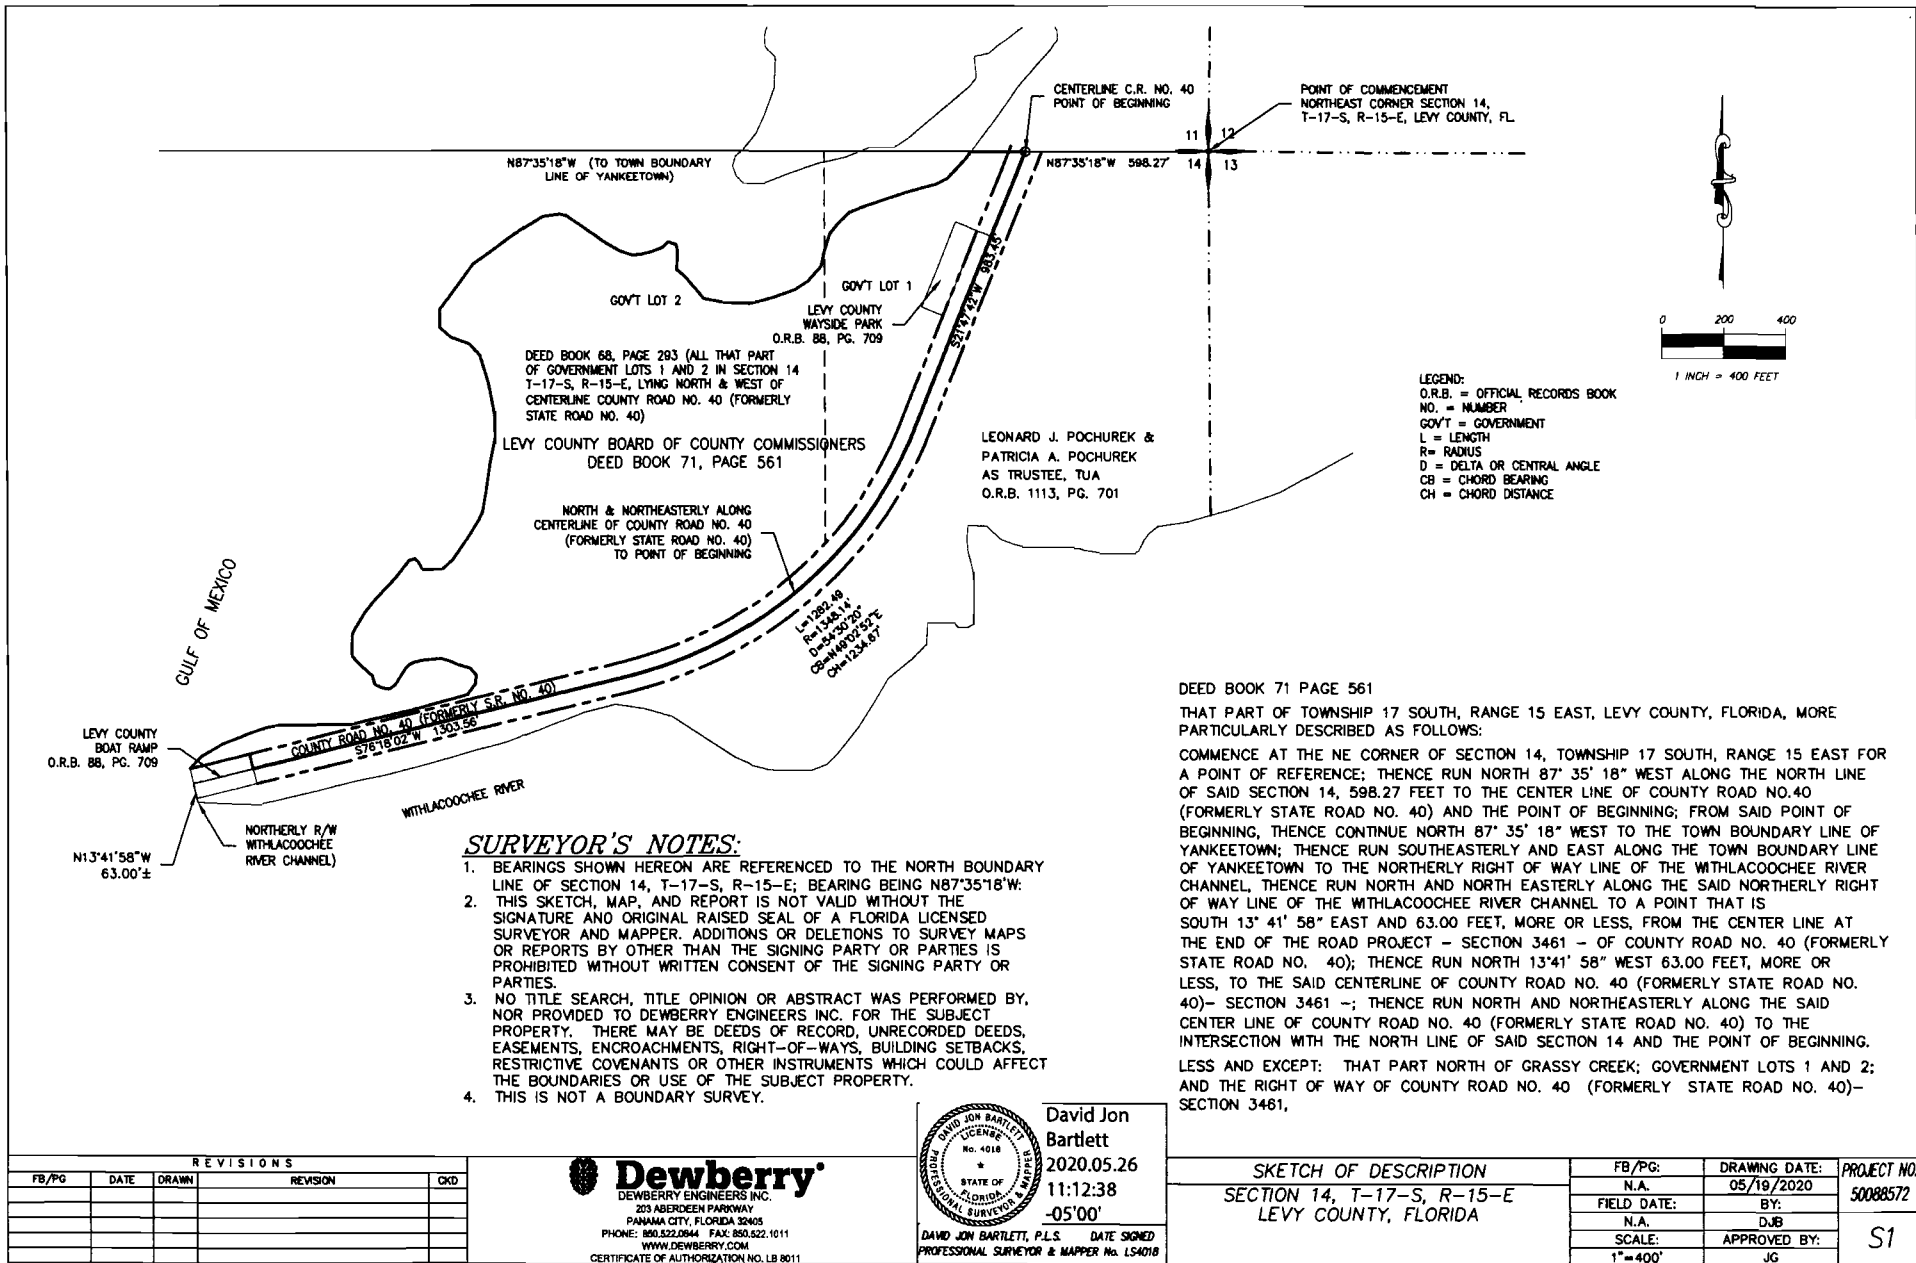 CENTERLINE C.R. NO. 40
POINT OF BEGINNING
POINT OF COMMENCEMENT
NORTHEAST CORNER SECTION 14,
T-17-S, R-15-E, LEVY COUNTY, FL.
11
12
14
13
N87°35'18"W (TO TOWN BOUNDARY
LINE OF YANKEETOWN)
N87°35'18"W 598.27'
GOV'T LOT 2
GOV'T LOT 1
LEVY COUNTY
WAYSIDE PARK
O.R.B. 88, PG. 709
S21°47'42"W 983.45'
DEED BOOK 68, PAGE 293 (ALL THAT PART
OF GOVERNMENT LOTS 1 AND 2 IN SECTION 14
T-17-S, R-15-E, LYING NORTH & WEST OF
CENTERLINE COUNTY ROAD NO. 40 (FORMERLY
STATE ROAD NO. 40)
LEVY COUNTY BOARD OF COUNTY COMMISSIONERS
DEED BOOK 71, PAGE 561
LEONARD J. POCHUREK &
PATRICIA A. POCHUREK
AS TRUSTEE, TUA
O.R.B. 1113, PG. 701
NORTH & NORTHEASTERLY ALONG
CENTERLINE OF COUNTY ROAD NO. 40
(FORMERLY STATE ROAD NO. 40)
TO POINT OF BEGINNING
L=1282.49
R=1348.14'
D=54°30'20"
CB=N49°02'52"E
CH=1234.67'
GULF OF MEXICO
COUNTY ROAD NO. 40 (FORMERLY S.R. NO. 40)
S76°18'02"W 1303.56'
LEVY COUNTY
BOAT RAMP
O.R.B. 88, PG. 709
WITHLACOOCHEE RIVER
NORTHERLY R/W
WITHLACOOCHEE
RIVER CHANNEL)
N13°41'58"W
63.00'±
0 200 400
1 INCH = 400 FEET
LEGEND:
O.R.B. = OFFICIAL RECORDS BOOK
NO. = NUMBER
GOV'T = GOVERNMENT
L = LENGTH
R= RADIUS
D = DELTA OR CENTRAL ANGLE
CB = CHORD BEARING
CH = CHORD DISTANCE
SURVEYOR'S NOTES:
1. BEARINGS SHOWN HEREON ARE REFERENCED TO THE NORTH BOUNDARY
LINE OF SECTION 14, T-17-S, R-15-E; BEARING BEING N87°35'18'W:
2. THIS SKETCH, MAP, AND REPORT IS NOT VALID WITHOUT THE
SIGNATURE AND ORIGINAL RAISED SEAL OF A FLORIDA LICENSED
SURVEYOR AND MAPPER. ADDITIONS OR DELETIONS TO SURVEY MAPS
OR REPORTS BY OTHER THAN THE SIGNING PARTY OR PARTIES IS
PROHIBITED WITHOUT WRITTEN CONSENT OF THE SIGNING PARTY OR
PARTIES.
3. NO TITLE SEARCH, TITLE OPINION OR ABSTRACT WAS PERFORMED BY,
NOR PROVIDED TO DEWBERRY ENGINEERS INC. FOR THE SUBJECT
PROPERTY. THERE MAY BE DEEDS OF RECORD, UNRECORDED DEEDS,
EASEMENTS, ENCROACHMENTS, RIGHT-OF-WAYS, BUILDING SETBACKS,
RESTRICTIVE COVENANTS OR OTHER INSTRUMENTS WHICH COULD AFFECT
THE BOUNDARIES OR USE OF THE SUBJECT PROPERTY.
4. THIS IS NOT A BOUNDARY SURVEY.
DEED BOOK 71 PAGE 561
THAT PART OF TOWNSHIP 17 SOUTH, RANGE 15 EAST, LEVY COUNTY, FLORIDA, MORE
PARTICULARLY DESCRIBED AS FOLLOWS:
COMMENCE AT THE NE CORNER OF SECTION 14, TOWNSHIP 17 SOUTH, RANGE 15 EAST FOR
A POINT OF REFERENCE; THENCE RUN NORTH 87° 35' 18" WEST ALONG THE NORTH LINE
OF SAID SECTION 14, 598.27 FEET TO THE CENTER LINE OF COUNTY ROAD NO.40
(FORMERLY STATE ROAD NO. 40) AND THE POINT OF BEGINNING; FROM SAID POINT OF
BEGINNING, THENCE CONTINUE NORTH 87° 35' 18" WEST TO THE TOWN BOUNDARY LINE OF
YANKEETOWN; THENCE RUN SOUTHEASTERLY AND EAST ALONG THE TOWN BOUNDARY LINE
OF YANKEETOWN TO THE NORTHERLY RIGHT OF WAY LINE OF THE WITHLACOOCHEE RIVER
CHANNEL, THENCE RUN NORTH AND NORTH EASTERLY ALONG THE SAID NORTHERLY RIGHT
OF WAY LINE OF THE WITHLACOOCHEE RIVER CHANNEL TO A POINT THAT IS
SOUTH 13° 41' 58" EAST AND 63.00 FEET, MORE OR LESS, FROM THE CENTER LINE AT
THE END OF THE ROAD PROJECT - SECTION 3461 - OF COUNTY ROAD NO. 40 (FORMERLY
STATE ROAD NO. 40); THENCE RUN NORTH 13°41' 58" WEST 63.00 FEET, MORE OR
LESS, TO THE SAID CENTERLINE OF COUNTY ROAD NO. 40 (FORMERLY STATE ROAD NO.
40)- SECTION 3461 -; THENCE RUN NORTH AND NORTHEASTERLY ALONG THE SAID
CENTER LINE OF COUNTY ROAD NO. 40 (FORMERLY STATE ROAD NO. 40) TO THE
INTERSECTION WITH THE NORTH LINE OF SAID SECTION 14 AND THE POINT OF BEGINNING.
LESS AND EXCEPT: THAT PART NORTH OF GRASSY CREEK; GOVERNMENT LOTS 1 AND 2;
AND THE RIGHT OF WAY OF COUNTY ROAD NO. 40 (FORMERLY STATE ROAD NO. 40)-
SECTION 3461,
REVISIONS
FB/PG DATE DRAWN REVISION CKD
Dewberry
DEWBERRY ENGINEERS INC.
203 ABERDEEN PARKWAY
PANAMA CITY, FLORIDA 32405
PHONE: 850.522.0644 FAX: 850.522.1011
WWW.DEWBERRY.COM
CERTIFICATE OF AUTHORIZATION NO. LB 8011
DAVID JON BARTLETT
LICENSE
No. 4018
STATE OF
FLORIDA
PROFESSIONAL SURVEYOR & MAPPER
David Jon
Bartlett
2020.05.26
11:12:38
-05'00'
DAVID JON BARTLETT, P.L.S. DATE SIGNED
PROFESSIONAL SURVEYOR & MAPPER No. LS4018
SKETCH OF DESCRIPTION
SECTION 14, T-17-S, R-15-E
LEVY COUNTY, FLORIDA
FB/PG:
N.A.
FIELD DATE:
N.A.
SCALE:
1"=400'
DRAWING DATE:
05/19/2020
BY:
DJB
APPROVED BY:
JG
PROJECT NO.
50088572
S1